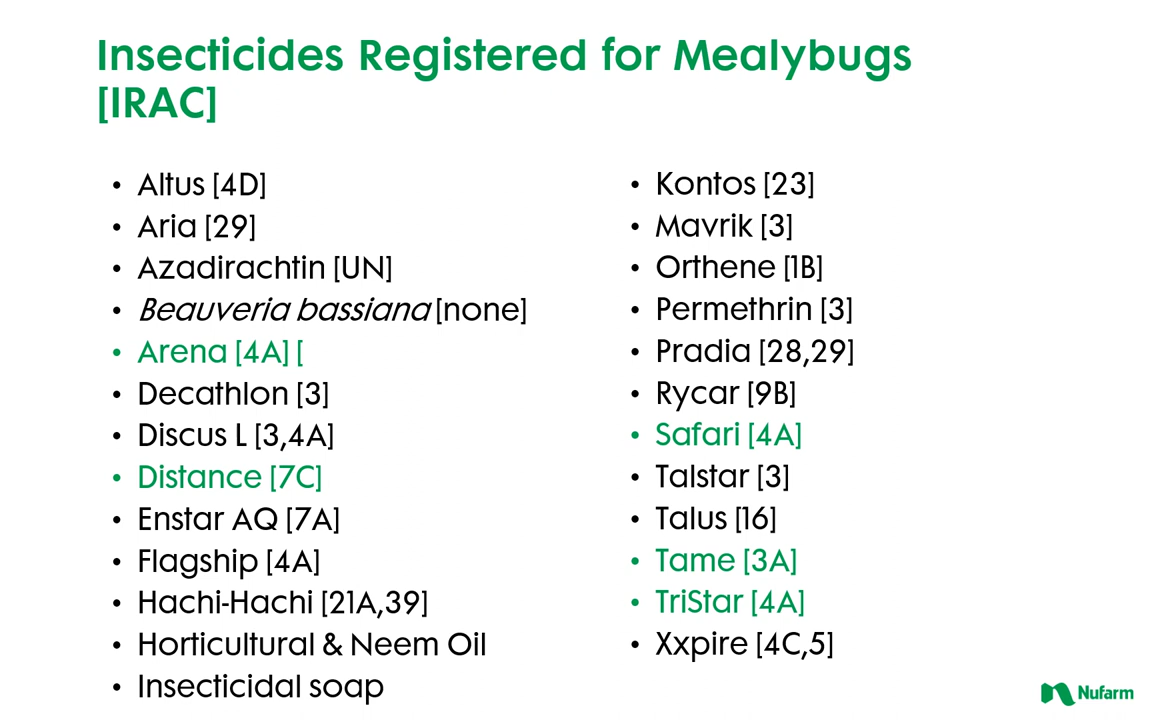 Insecticides Registered for Mealybugs
[IRAC]
• Altus [4D]
• Aria [29]
• Azadirachtin [UN]
• Beauveria bassiana [none]
• Arena [4A] [
• Decathlon [3]
• Discus L [3,4A]
• Distance [7C]
• Enstar AQ [7A]
• Flagship [4A]
• Hachi-Hachi [21A,39]
• Horticultural & Neem Oil
• Insecticidal soap
• Kontos [23]
• Mavrik [3]
• Orthene [1B]
• Permethrin [3]
• Pradia [28,29]
• Rycar [9B]
• Safari [4A]
• Talstar [3]
• Talus [16]
• Tame [3A]
• TriStar [4A]
• Xxpire [4C,5]
Nufarm